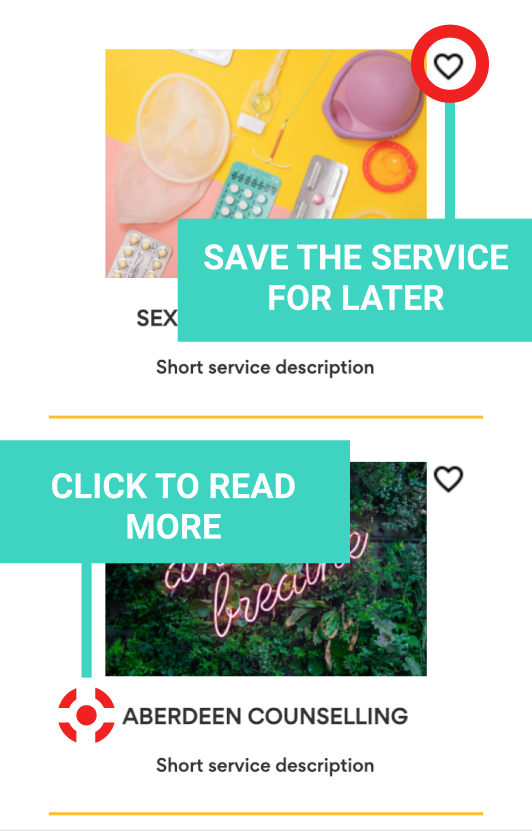 SAVE THE SERVICE
FOR LATER
SEX
Short service description
CLICK TO READ
MORE
breathe
ABERDEEN COUNSELLING
Short service description